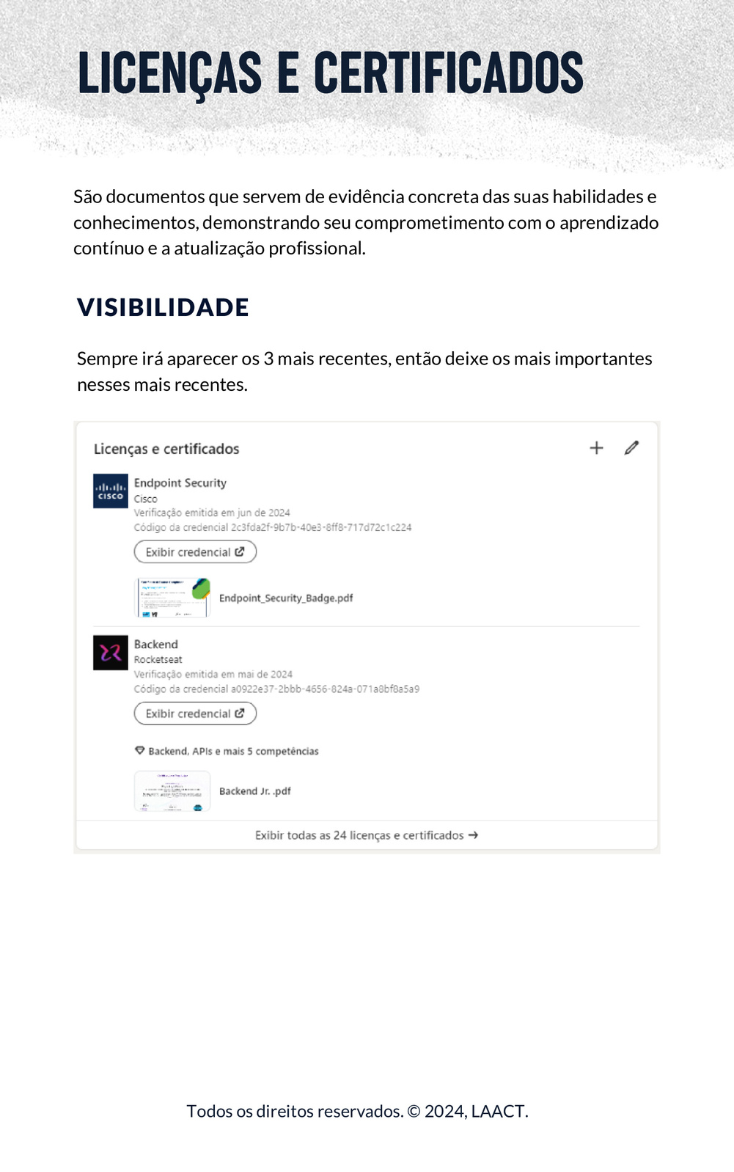 LICENÇAS E CERTIFICADOS
São documentos que servem de evidência concreta das suas habilidades e
conhecimentos, demonstrando seu comprometimento com o aprendizado
contínuo e a atualização profissional.
VISIBILIDADE
Sempre irá aparecer os 3 mais recentes, então deixe os mais importantes
nesses mais recentes.
Licenças e certificados
CISCO
Endpoint Security
Cisco
Verificação emitida em jun de 2024
Código da credencial 2c3fda2f-9b7b-40e3-8ff8-717d72c1c224
Exibir credencial
Endpoint_Security_Badge.pdf
Backend
Rocketseat
Verificação emitida em mai de 2024
Código da credencial a0922e37-2bbb-4656-824a-071a8bf8a5a9
Exibir credencial
Backend, APIs e mais 5 competências
Backend Jr. .pdf
Exibir todas as 24 licenças e certificados →
Todos os direitos reservados. © 2024, LAACT.